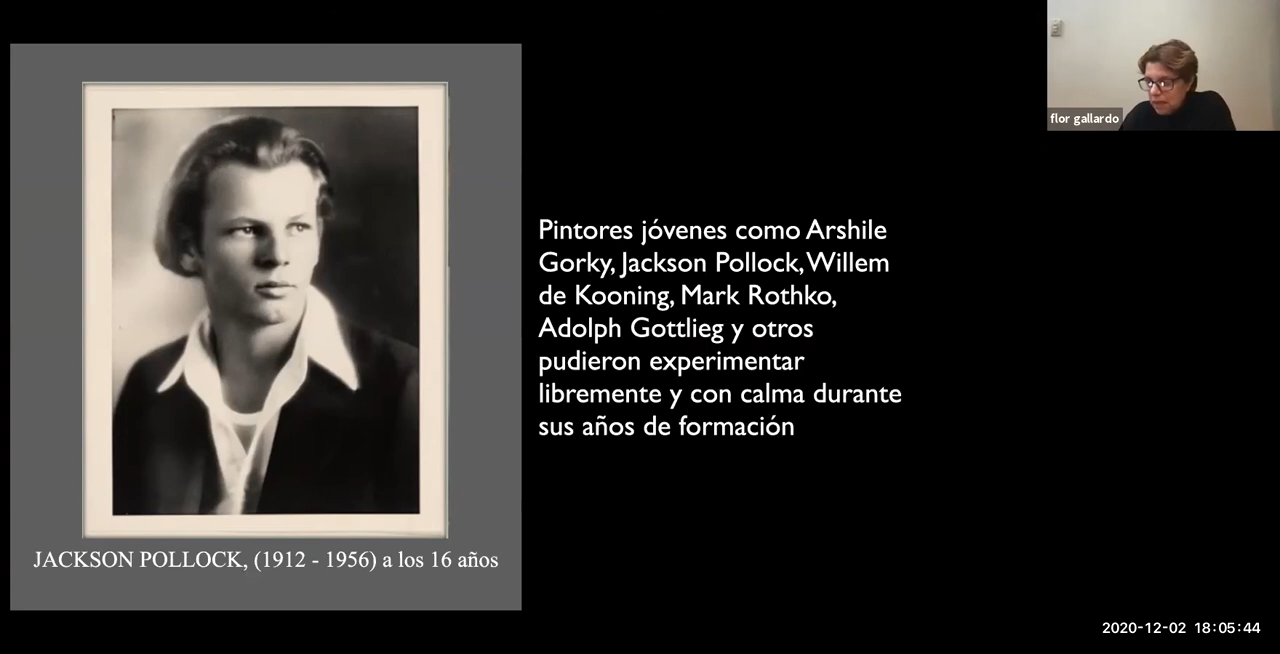 flor gallardo
Pintores jóvenes como Arshile
Gorky, Jackson Pollock, Willem
de Kooning, Mark Rothko,
Adolph Gottlieg y otros
pudieron experimentar
libremente y con calma durante
sus años de formación
JACKSON POLLOCK, (1912 - 1956) a los 16 años
2020-12-02 18:05:44